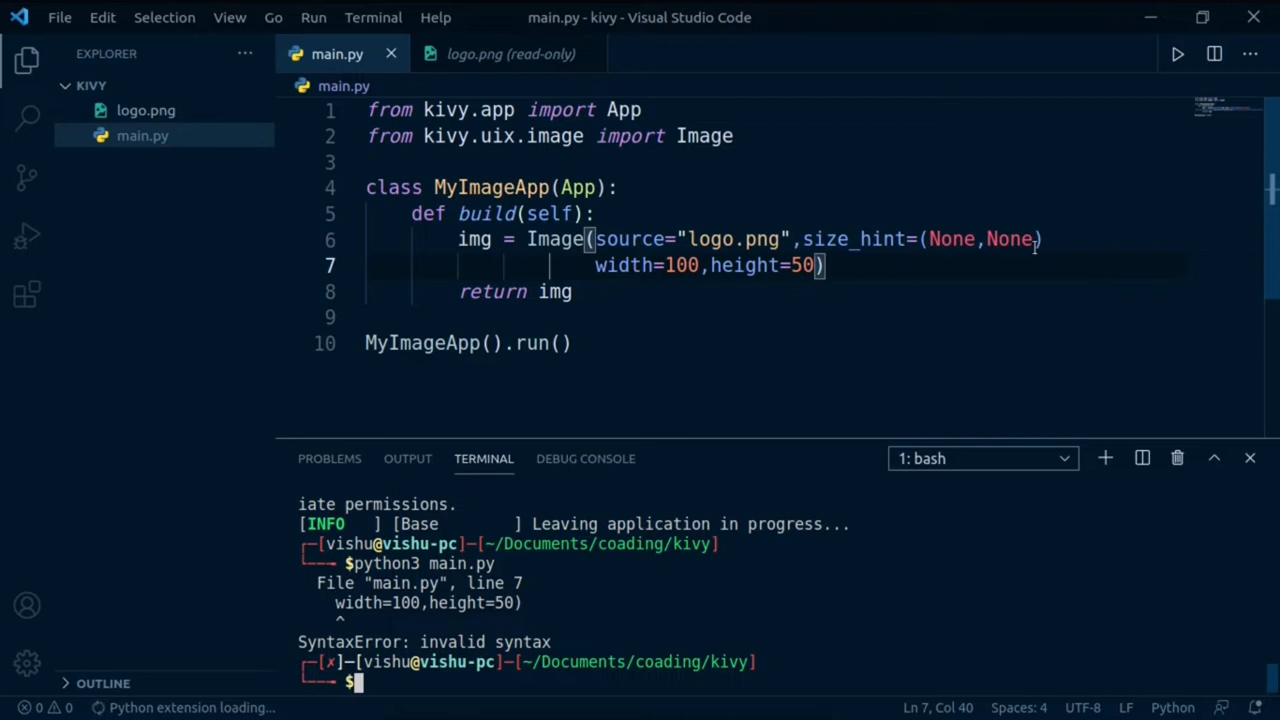 File Edit Selection View Go Run Terminal Help main.py - kivy - Visual Studio Code
EXPLORER ···
KIVY
logo.png
main.py
main.py
logo.png (read-only)
main.py
1 from kivy.app import App
2 from kivy.uix.image import Image
3
4 class MyImageApp(App):
5 def build(self):
6 img = Image(source="logo.png",size_hint=(None,None)
7 width=100,height=50)
8 return img
9
10 MyImageApp().run()
PROBLEMS OUTPUT TERMINAL DEBUG CONSOLE 1: bash
iate permissions.
[INFO   ] [Base        ] Leaving application in progress...
┌─[vishu@vishu-pc]─[~/Documents/coading/kivy]
└──╼ $python3 main.py
  File "main.py", line 7
    width=100,height=50)
    ^
SyntaxError: invalid syntax
┌─[✗]─[vishu@vishu-pc]─[~/Documents/coading/kivy]
└──╼ $
OUTLINE
0 0 Python extension loading... Ln 7, Col 40 Spaces: 4 UTF-8 LF Python